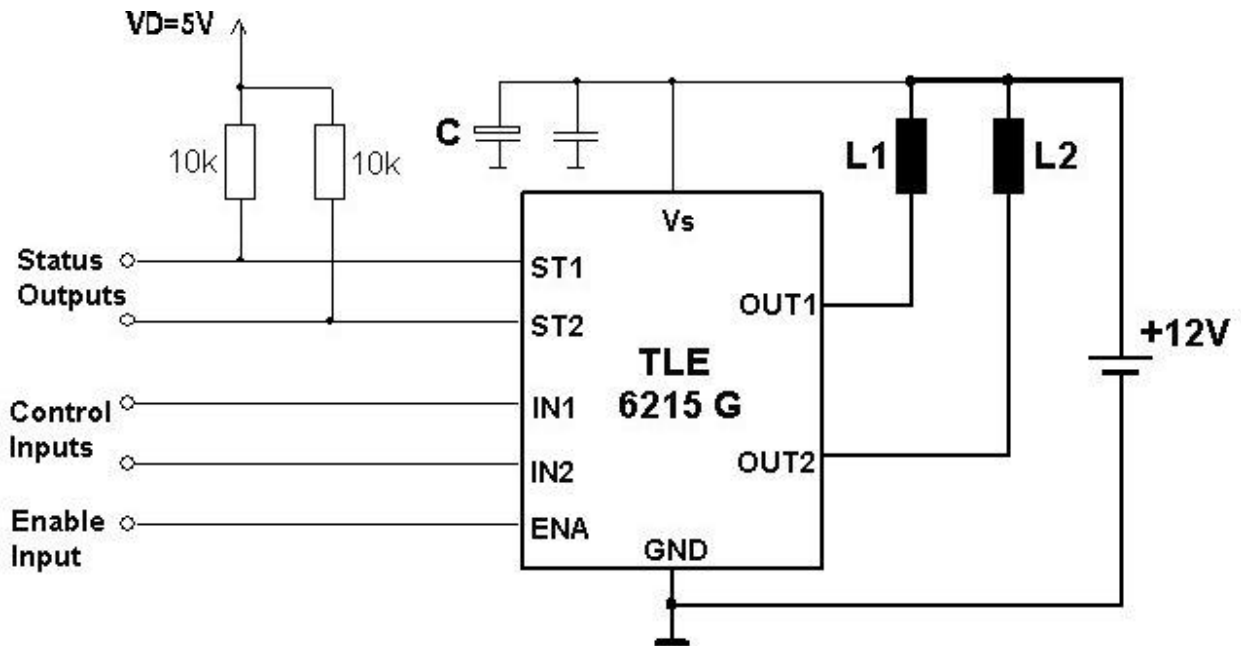 VD=5V
10k
10k
C
L1
L2
Vs
Status
Outputs
ST1
ST2
OUT1
+12V
TLE
6215 G
Control
Inputs
IN1
IN2
OUT2
Enable
Input
ENA
GND